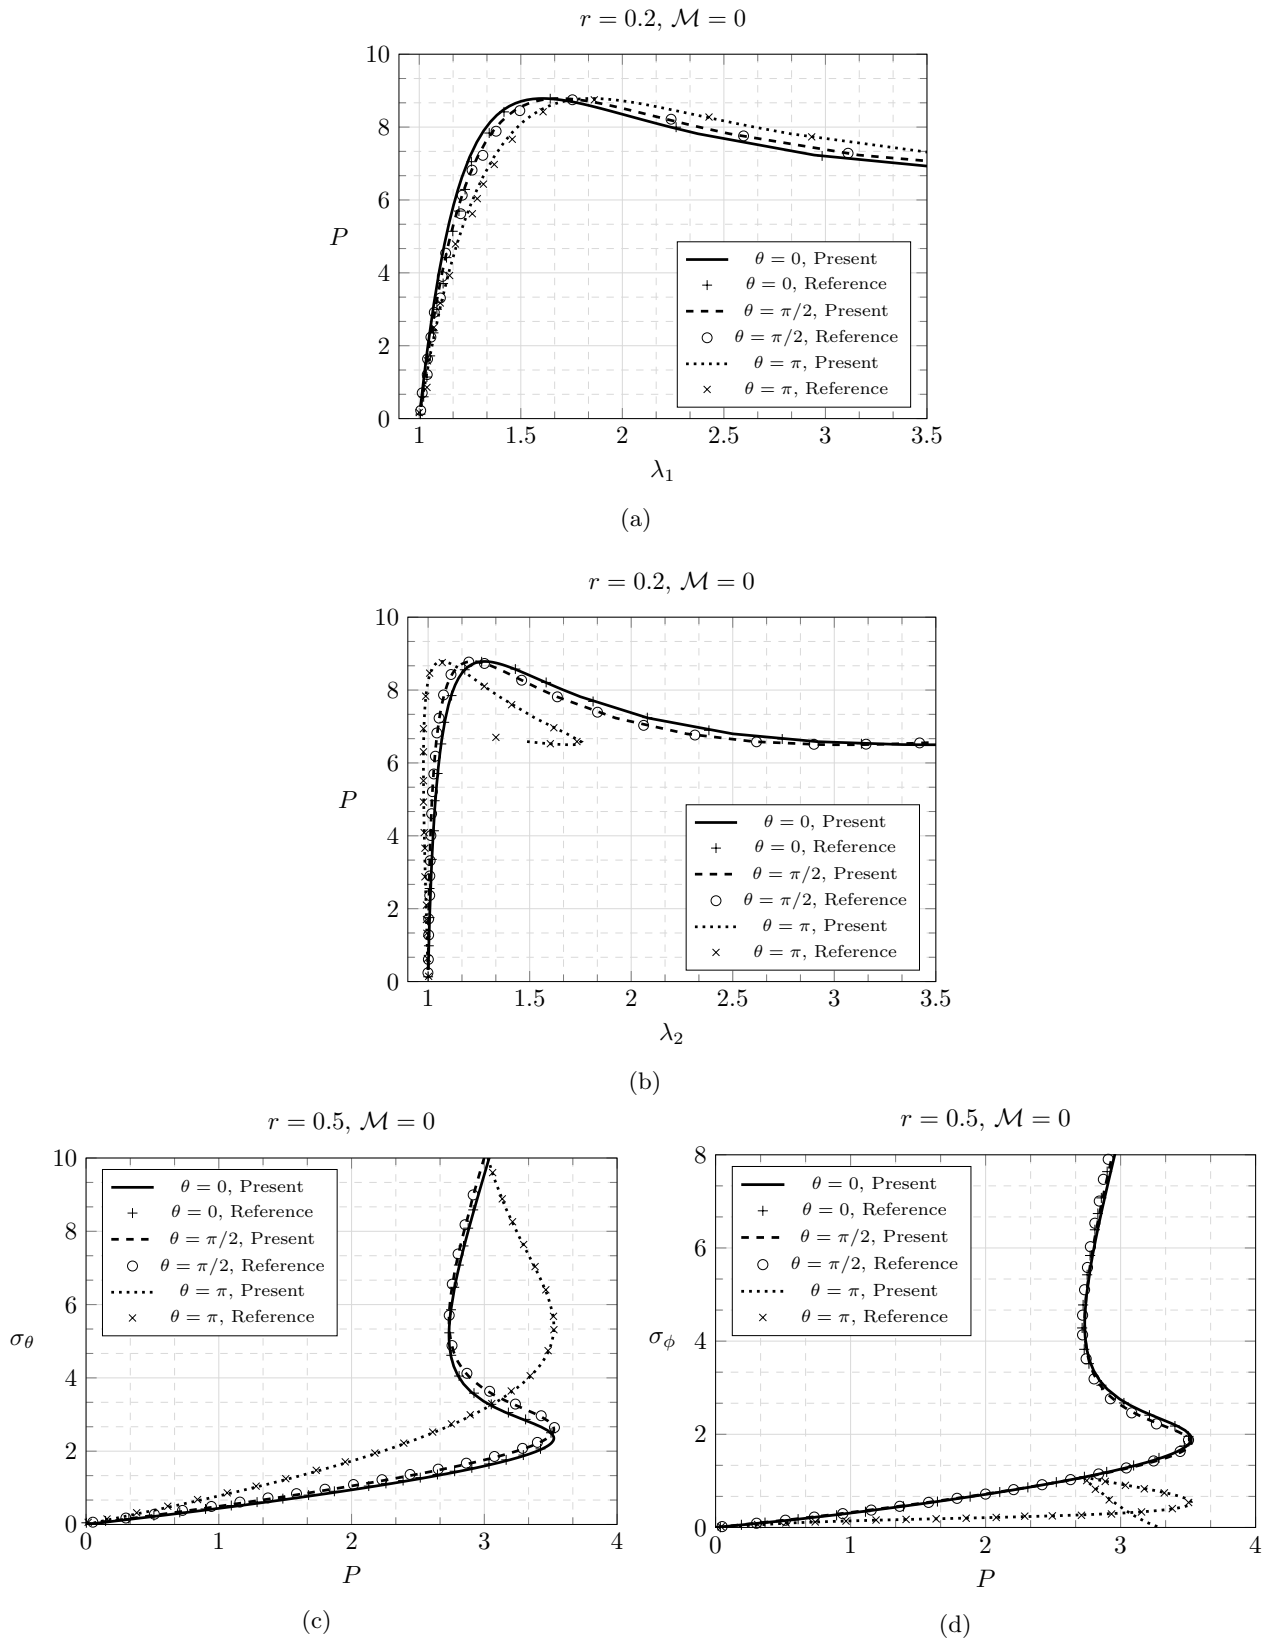 r = 0.2, ℳ = 0
10
8
6
4
2
0
P
1 1.5 2 2.5 3 3.5
λ₁
θ = 0, Present
θ = 0, Reference
θ = π/2, Present
θ = π/2, Reference
θ = π, Present
θ = π, Reference
(a)
r = 0.2, ℳ = 0
10
8
6
4
2
0
P
1 1.5 2 2.5 3 3.5
λ₂
θ = 0, Present
θ = 0, Reference
θ = π/2, Present
θ = π/2, Reference
θ = π, Present
θ = π, Reference
(b)
r = 0.5, ℳ = 0
10
8
6
4
2
0
σ_θ
0 1 2 3 4
P
θ = 0, Present
θ = 0, Reference
θ = π/2, Present
θ = π/2, Reference
θ = π, Present
θ = π, Reference
(c)
r = 0.5, ℳ = 0
8
6
4
2
0
σ_ϕ
0 1 2 3 4
P
θ = 0, Present
θ = 0, Reference
θ = π/2, Present
θ = π/2, Reference
θ = π, Present
θ = π, Reference
(d)